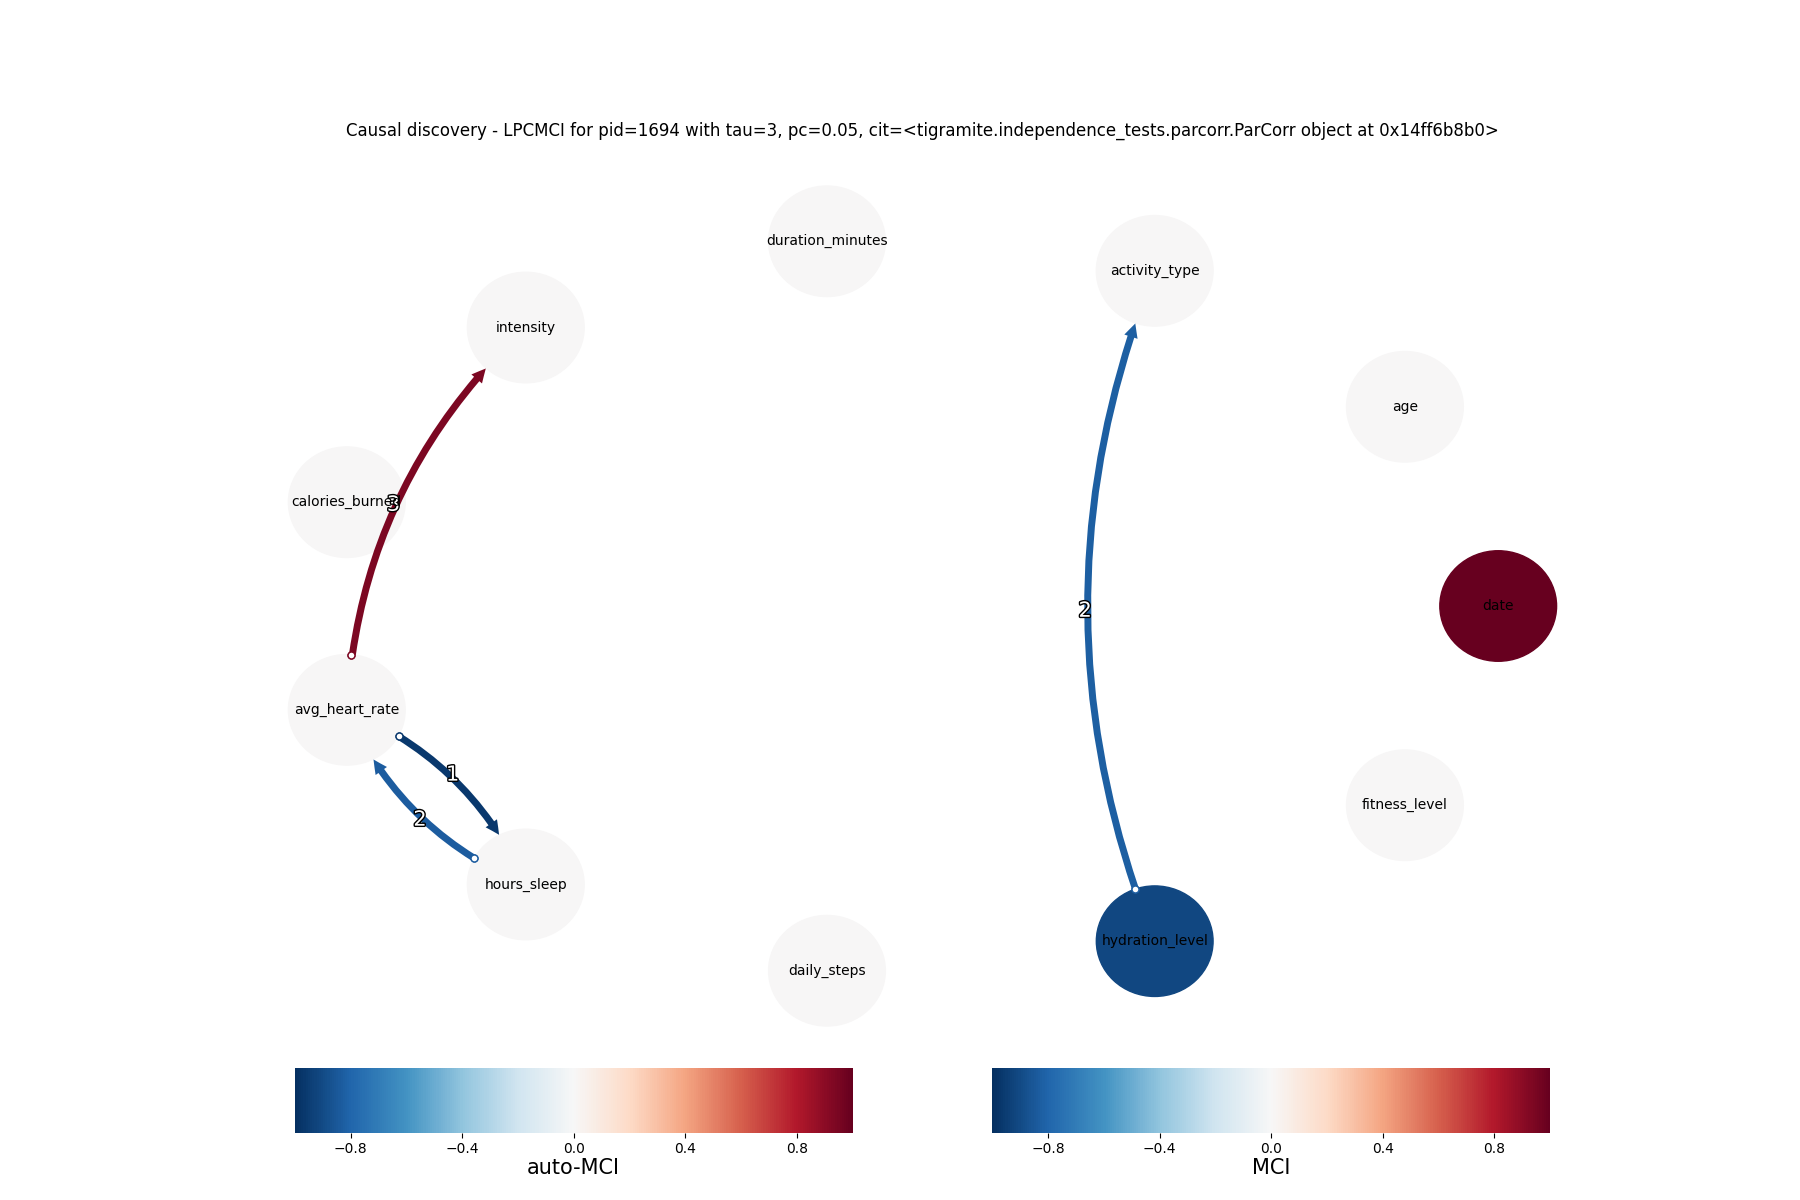 Causal discovery - LPCMCI for pid=1694 with tau=3, pc=0.05, cit=<tigramite.independence_tests.parcorr.ParCorr object at 0x14ff6b8b0>
duration_minutes
activity_type
intensity
age
calories_burned
3
date
2
avg_heart_rate
1
2
fitness_level
hours_sleep
hydration_level
daily_steps
−0.8 −0.4 0.0 0.4 0.8
auto-MCI
−0.8 −0.4 0.0 0.4 0.8
MCI